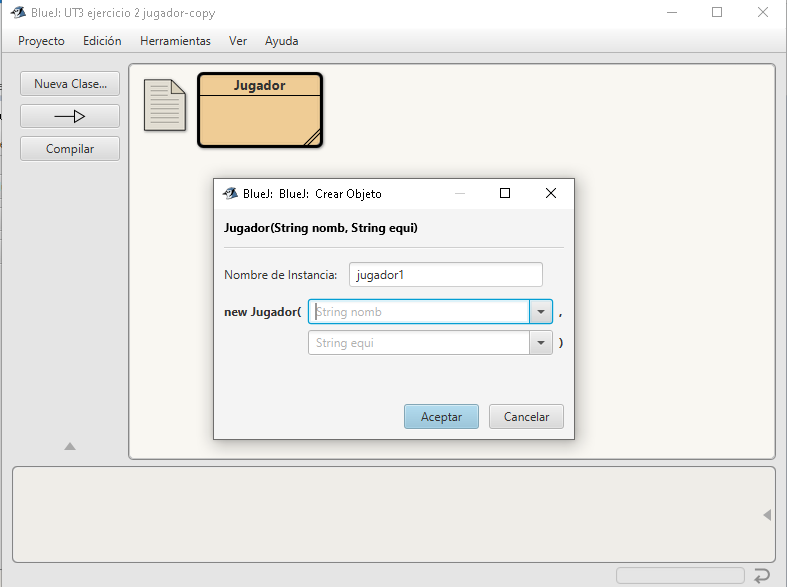 BlueJ: UT3 ejercicio 2 jugador-copy
Proyecto Edición Herramientas Ver Ayuda
Nueva Clase...
Compilar
Jugador
BlueJ: BlueJ: Crear Objeto
Jugador(String nomb, String equi)
Nombre de Instancia: jugador1
new Jugador( String nomb ,
String equi )
Aceptar Cancelar